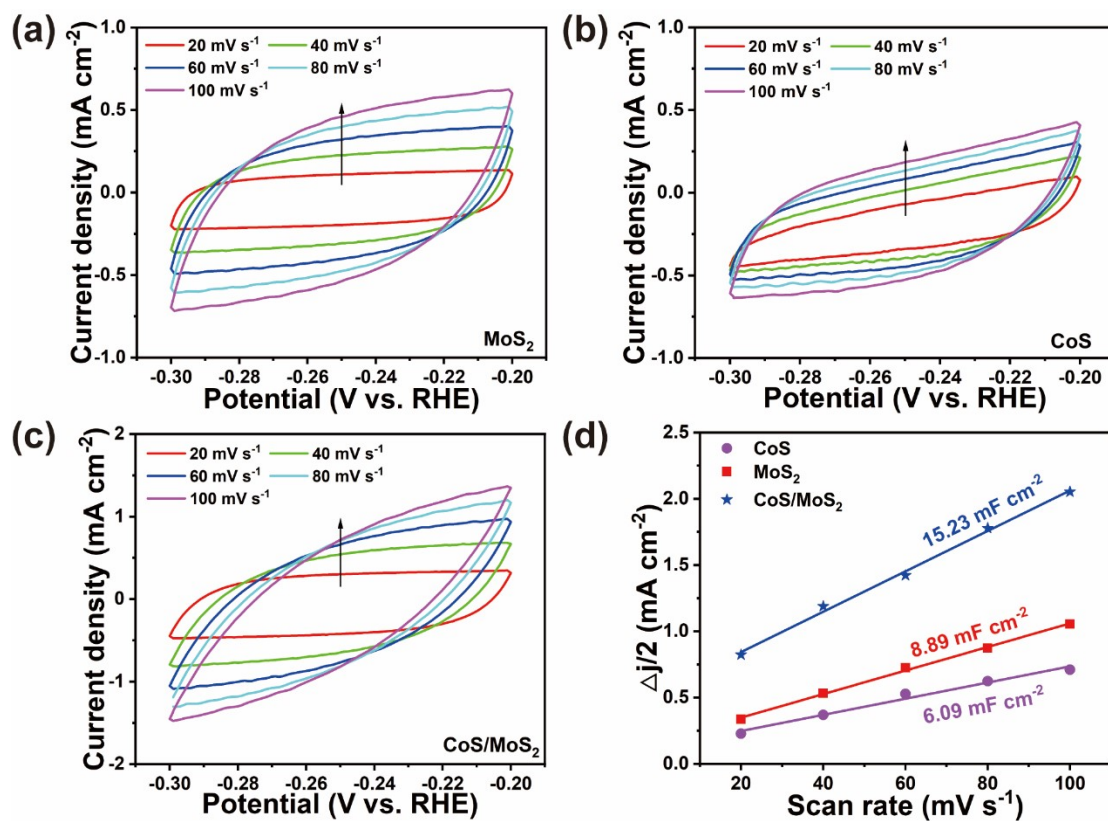 (a)
20 mV s⁻¹ 40 mV s⁻¹
60 mV s⁻¹ 80 mV s⁻¹
100 mV s⁻¹
Current density (mA cm⁻²)
1.0
0.5
0.0
-0.5
-1.0
MoS₂
-0.30 -0.28 -0.26 -0.24 -0.22 -0.20
Potential (V vs. RHE)
(b)
20 mV s⁻¹ 40 mV s⁻¹
60 mV s⁻¹ 80 mV s⁻¹
100 mV s⁻¹
Current density (mA cm⁻²)
1.0
0.5
0.0
-0.5
-1.0
CoS
-0.30 -0.28 -0.26 -0.24 -0.22 -0.20
Potential (V vs. RHE)
(c)
20 mV s⁻¹ 40 mV s⁻¹
60 mV s⁻¹ 80 mV s⁻¹
100 mV s⁻¹
Current density (mA cm⁻²)
2
1
0
-1
-2
CoS/MoS₂
-0.30 -0.28 -0.26 -0.24 -0.22 -0.20
Potential (V vs. RHE)
(d)
CoS
MoS₂
CoS/MoS₂
△j/2 (mA cm⁻²)
2.5
2.0
1.5
1.0
0.5
0.0
15.23 mF cm⁻²
8.89 mF cm⁻²
6.09 mF cm⁻²
20 40 60 80 100
Scan rate (mV s⁻¹)